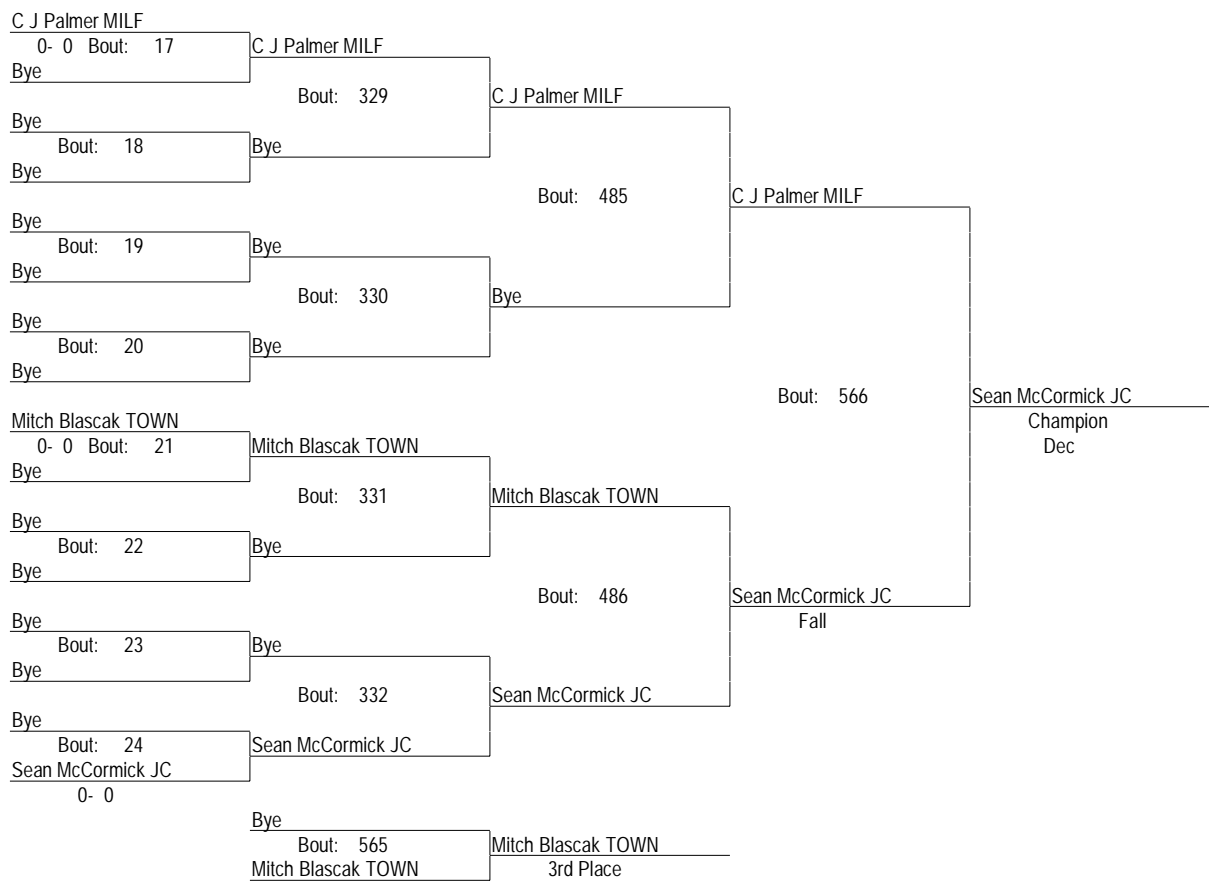 C J Palmer MILF
0- 0 Bout: 17 C J Palmer MILF
Bye
Bout: 329 C J Palmer MILF
Bye
Bout: 18 Bye
Bye
Bout: 485 C J Palmer MILF
Bye
Bout: 19 Bye
Bye
Bout: 330 Bye
Bye
Bout: 20 Bye
Bye
Bout: 566 Sean McCormick JC
Mitch Blascak TOWN Champion
0- 0 Bout: 21 Mitch Blascak TOWN Dec
Bye
Bout: 331 Mitch Blascak TOWN
Bye
Bout: 22 Bye
Bye
Bout: 486 Sean McCormick JC
Bye Fall
Bout: 23 Bye
Bye
Bout: 332 Sean McCormick JC
Bye
Bout: 24 Sean McCormick JC
Sean McCormick JC
0- 0
Bye
Bout: 565 Mitch Blascak TOWN
Mitch Blascak TOWN 3rd Place